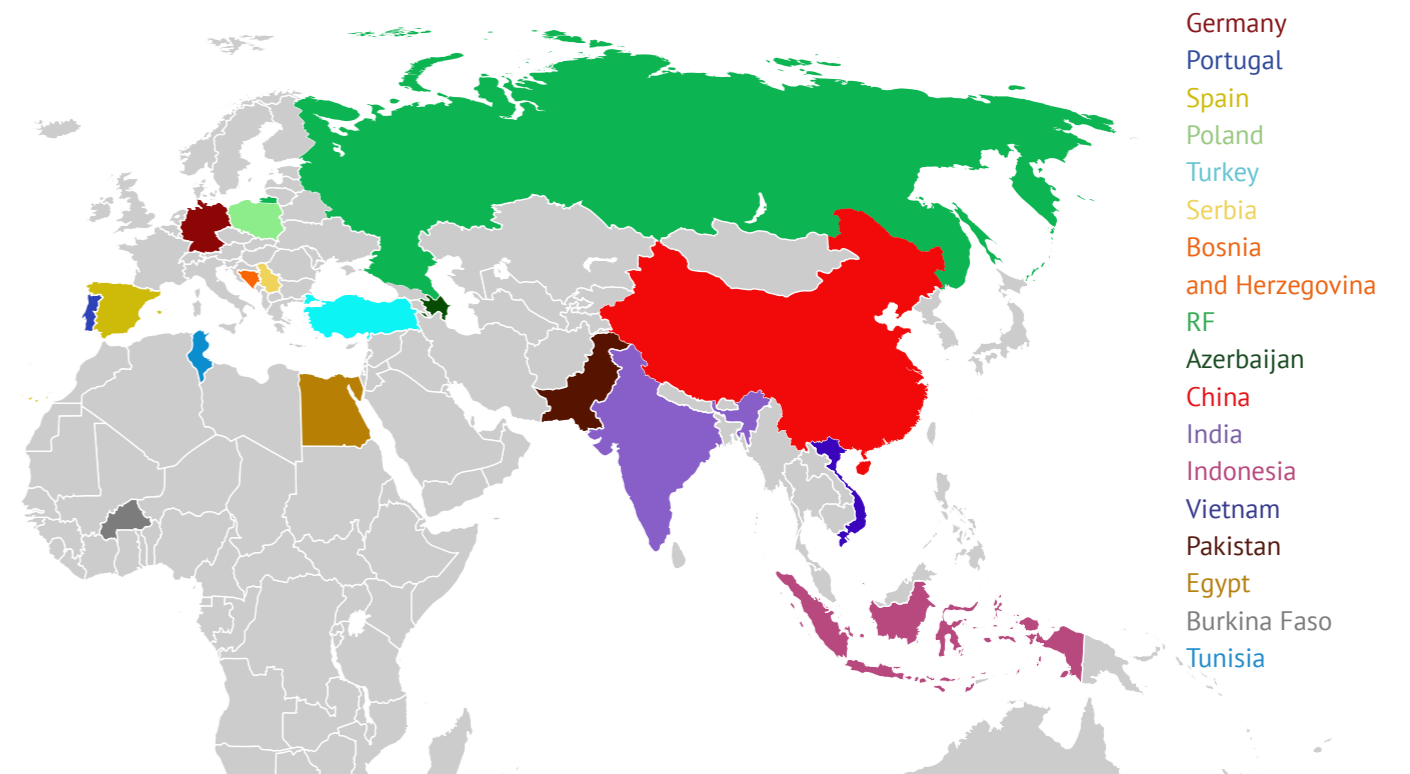 Germany
Portugal
Spain
Poland
Turkey
Serbia
Bosnia
and Herzegovina
RF
Azerbaijan
China
India
Indonesia
Vietnam
Pakistan
Egypt
Burkina Faso
Tunisia